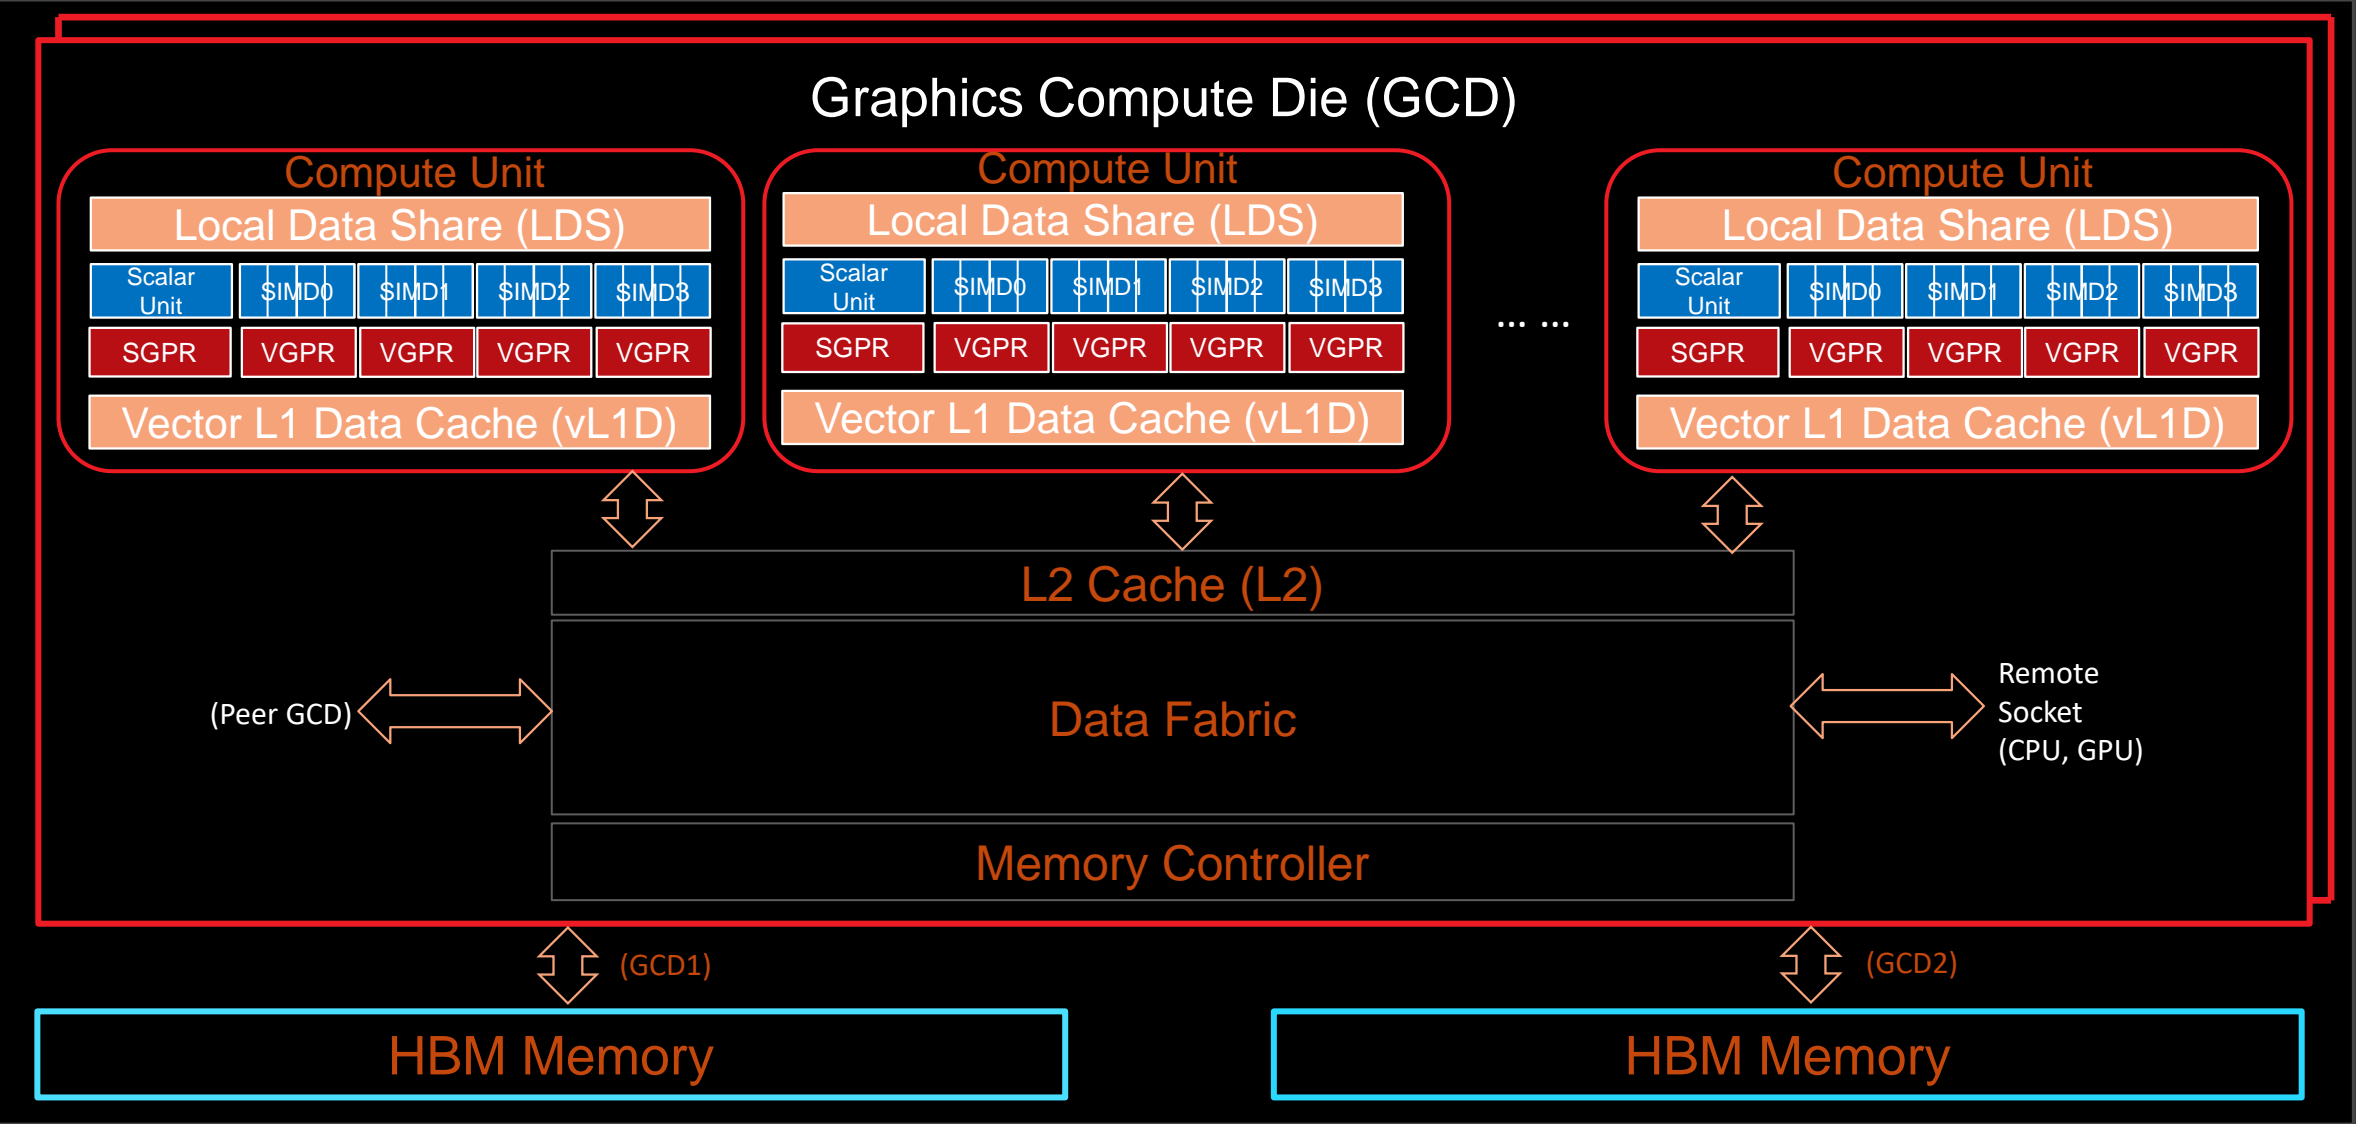 Graphics Compute Die (GCD)
Compute Unit
Local Data Share (LDS)
Scalar
Unit
SIMD0 SIMD1 SIMD2 SIMD3
SGPR VGPR VGPR VGPR VGPR
Vector L1 Data Cache (vL1D)
Compute Unit
Local Data Share (LDS)
Scalar
Unit
SIMD0 SIMD1 SIMD2 SIMD3
SGPR VGPR VGPR VGPR VGPR
Vector L1 Data Cache (vL1D)
... ...
Compute Unit
Local Data Share (LDS)
Scalar
Unit
SIMD0 SIMD1 SIMD2 SIMD3
SGPR VGPR VGPR VGPR VGPR
Vector L1 Data Cache (vL1D)
L2 Cache (L2)
(Peer GCD)
Data Fabric
Remote
Socket
(CPU, GPU)
Memory Controller
(GCD1)
(GCD2)
HBM Memory
HBM Memory